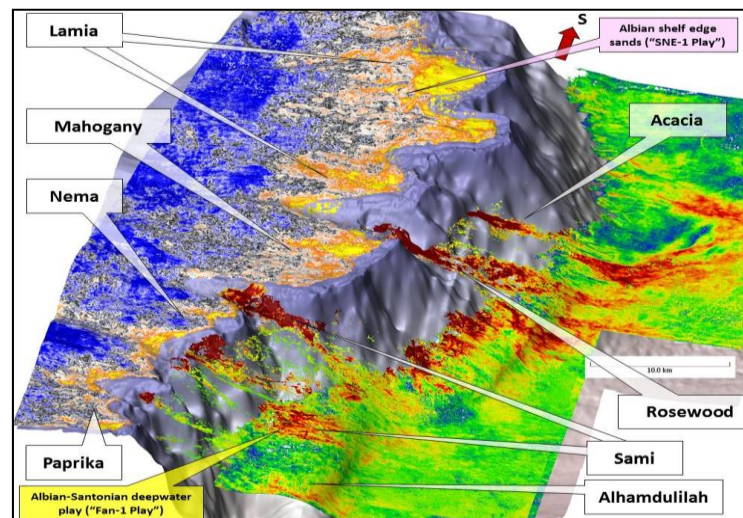 Lamia
S
Albian shelf edge
sands ("SNE-1 Play")
Mahogany
Acacia
Nema
10.0 km
Rosewood
Paprika
Sami
Albian-Santonian deepwater
play ("Fan-1 Play")
Alhamdulilah